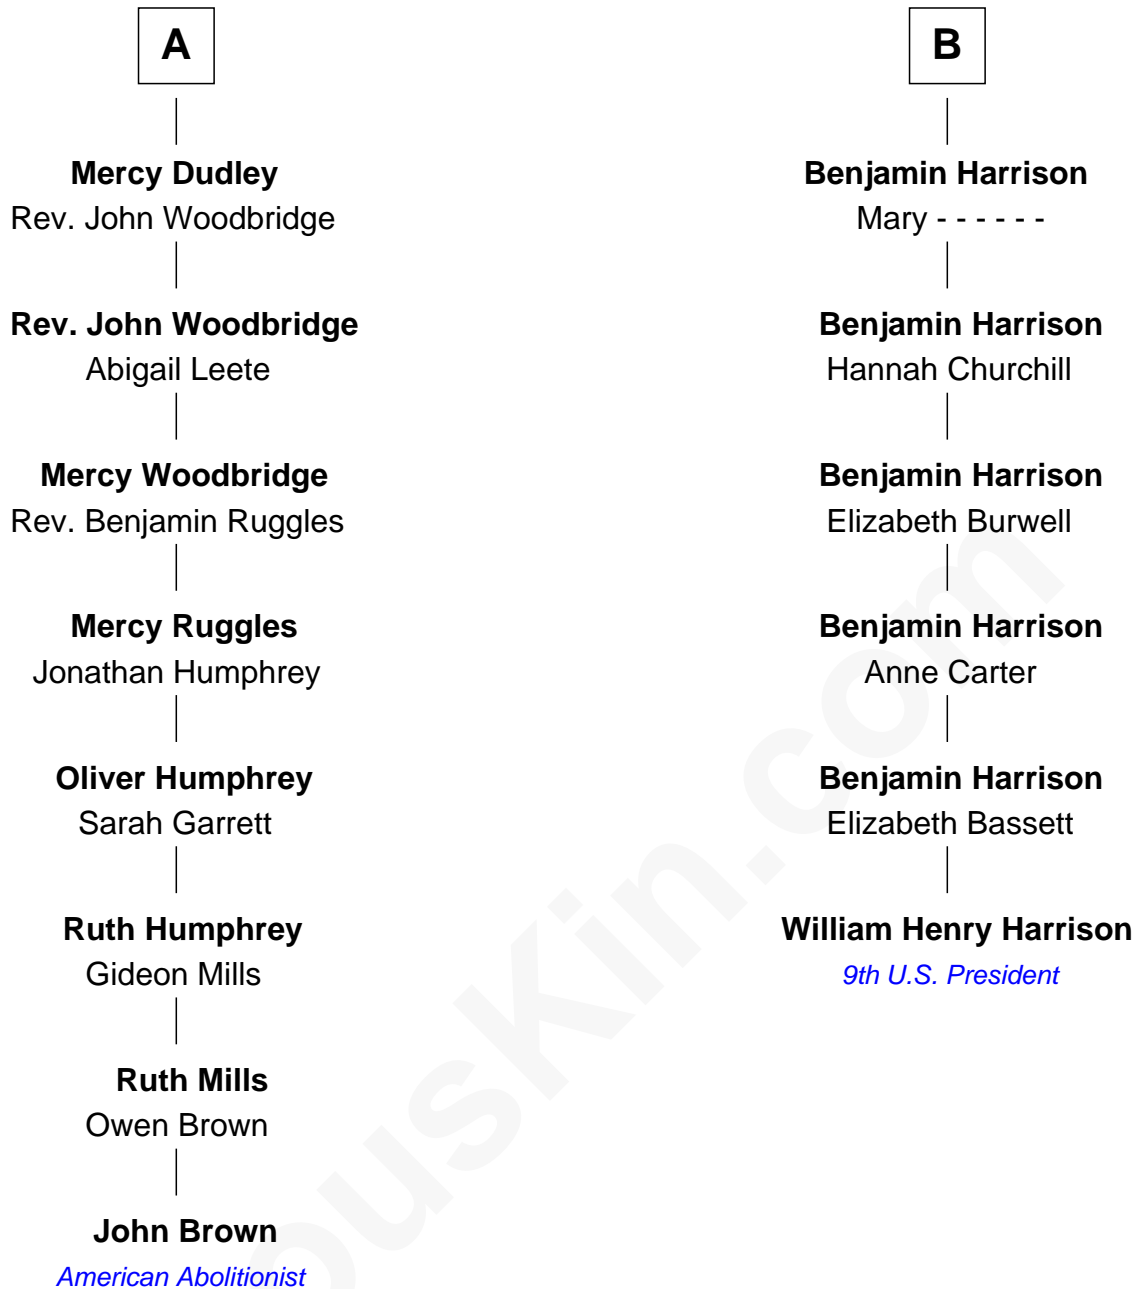 A
Mercy Dudley
Rev. John Woodbridge
Rev. John Woodbridge
Abigail Leete
Mercy Woodbridge
Rev. Benjamin Ruggles
Mercy Ruggles
Jonathan Humphrey
Oliver Humphrey
Sarah Garrett
Ruth Humphrey
Gideon Mills
Ruth Mills
Owen Brown
John Brown
American Abolitionist
B
Benjamin Harrison
Mary - - - - - -
Benjamin Harrison
Hannah Churchill
Benjamin Harrison
Elizabeth Burwell
Benjamin Harrison
Anne Carter
Benjamin Harrison
Elizabeth Bassett
William Henry Harrison
9th U.S. President
ousKin.com